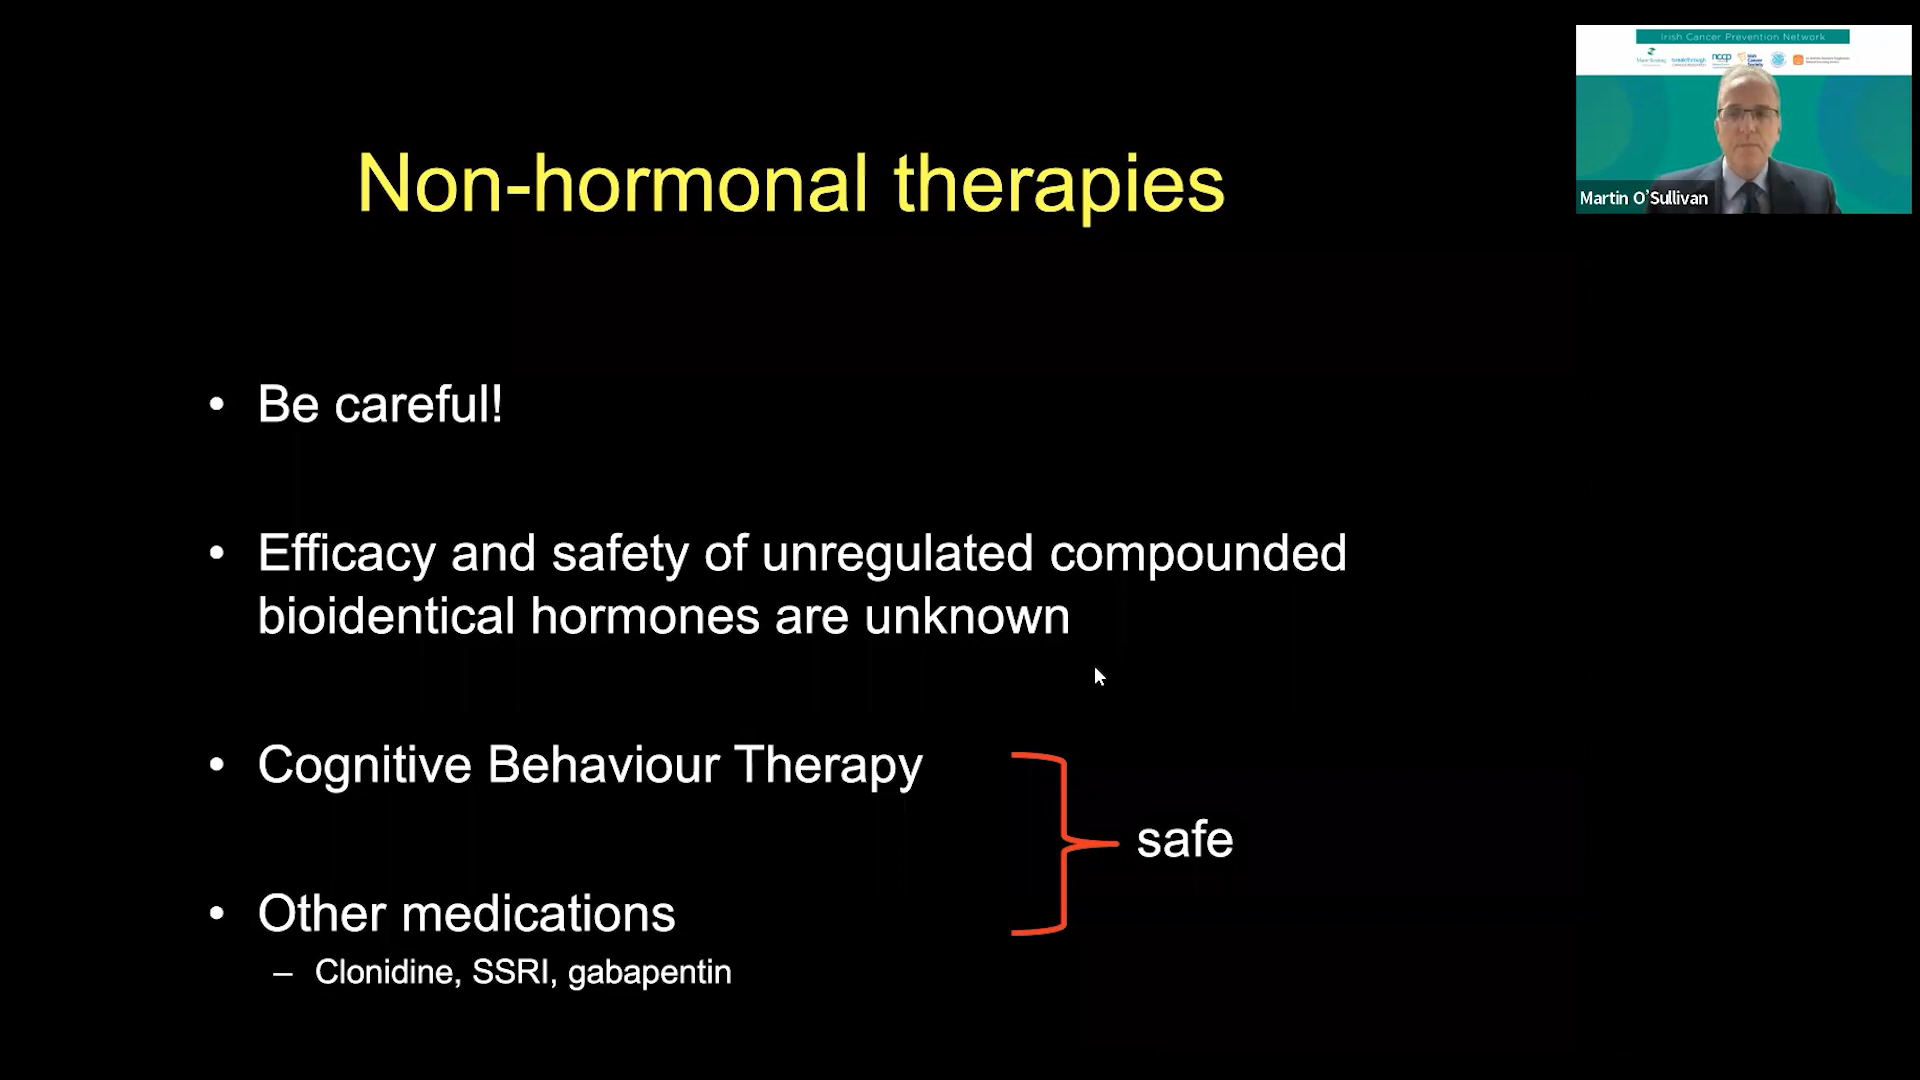 Irish Cancer Prevention Network
nccp
Martin O'Sullivan
Non-hormonal therapies
• Be careful!
• Efficacy and safety of unregulated compounded
bioidentical hormones are unknown
• Cognitive Behaviour Therapy
safe
• Other medications
– Clonidine, SSRI, gabapentin